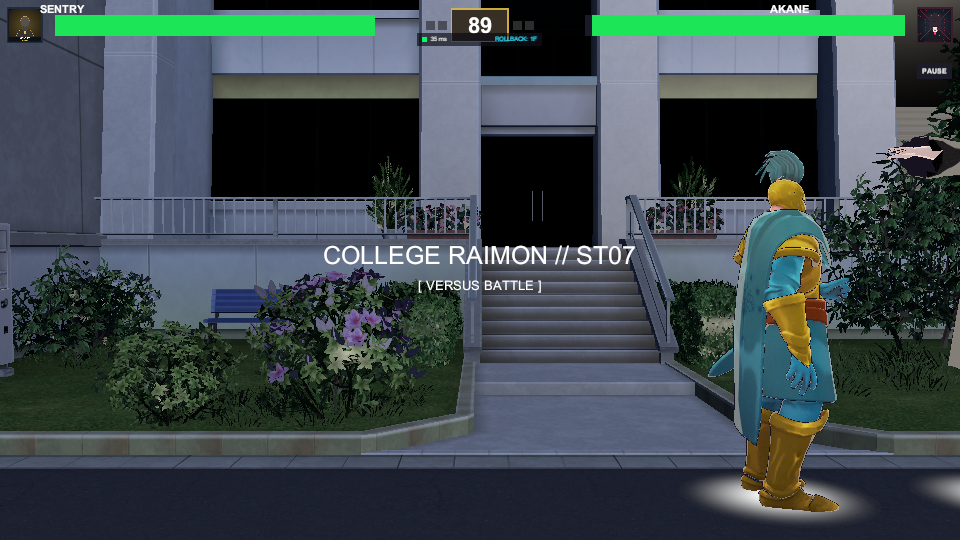 SENTRY
AKANE
89
35 ms
ROLLBACK: 1F
PAUSE
COLLEGE RAIMON // ST07
[ VERSUS BATTLE ]